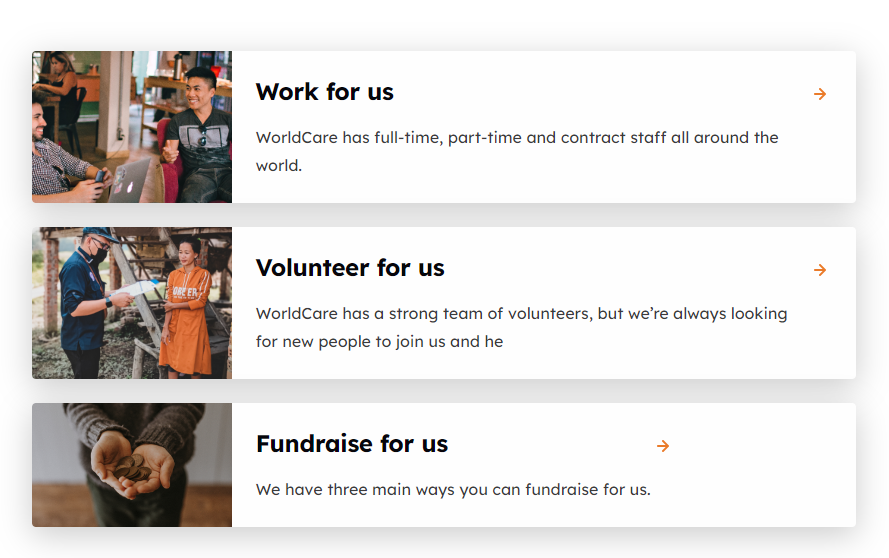 Work for us
WorldCare has full-time, part-time and contract staff all around the
world.
Volunteer for us
WorldCare has a strong team of volunteers, but we’re always looking
for new people to join us and he
Fundraise for us
We have three main ways you can fundraise for us.